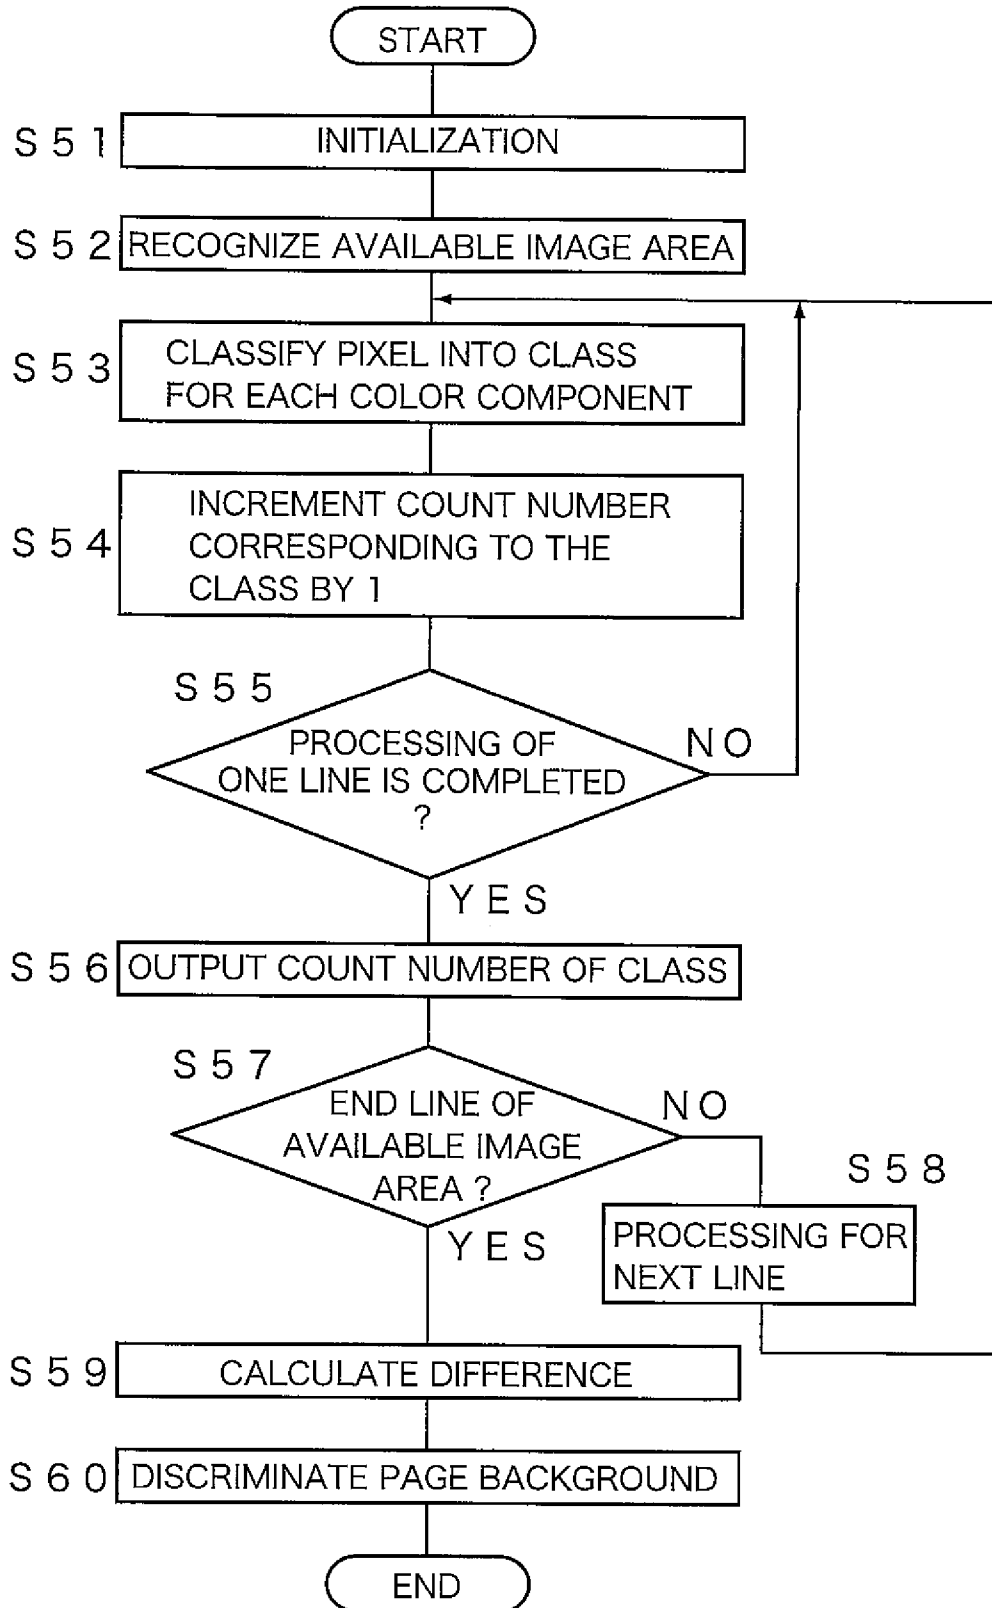 START
S51
INITIALIZATION
S52
RECOGNIZE AVAILABLE IMAGE AREA
S53
CLASSIFY PIXEL INTO CLASS
FOR EACH COLOR COMPONENT
S54
INCREMENT COUNT NUMBER
CORRESPONDING TO THE
CLASS BY 1
S55
PROCESSING OF
ONE LINE IS COMPLETED
?
NO
YES
S56
OUTPUT COUNT NUMBER OF CLASS
S57
END LINE OF
AVAILABLE IMAGE
AREA ?
NO
YES
S58
PROCESSING FOR
NEXT LINE
S59
CALCULATE DIFFERENCE
S60
DISCRIMINATE PAGE BACKGROUND
END